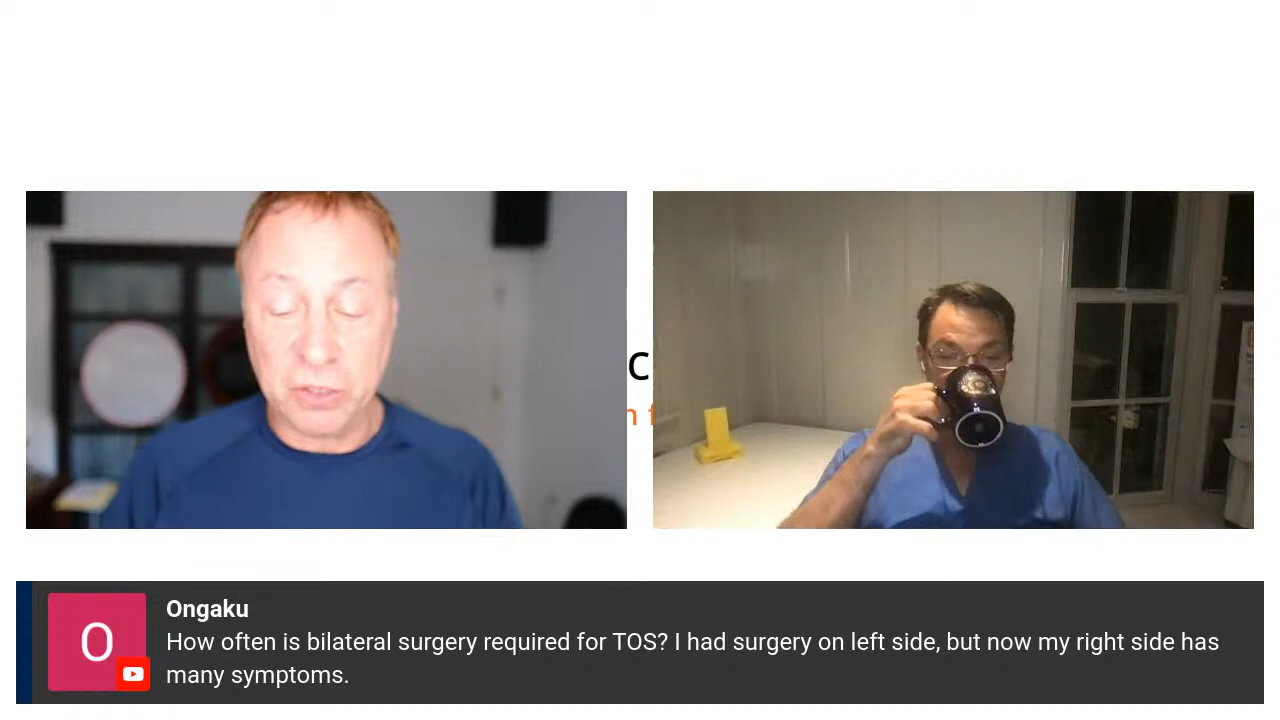 C
n f
O
Ongaku
How often is bilateral surgery required for TOS? I had surgery on left side, but now my right side has
many symptoms.